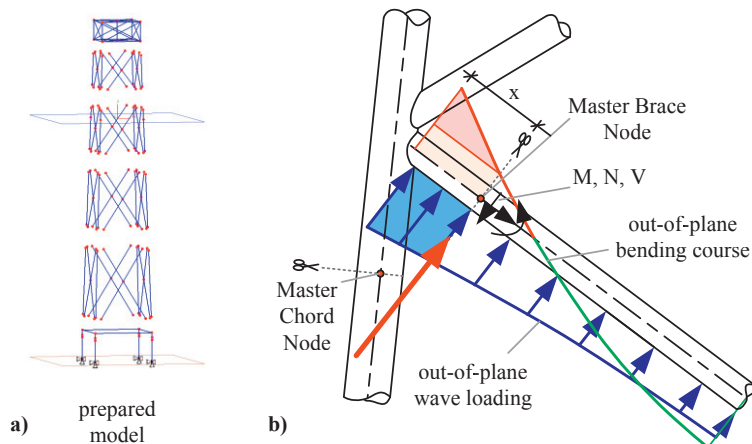 a)
prepared
model
b)
x
Master Brace
Node
M, N, V
out-of-plane
bending course
Master
Chord
Node
out-of-plane
wave loading